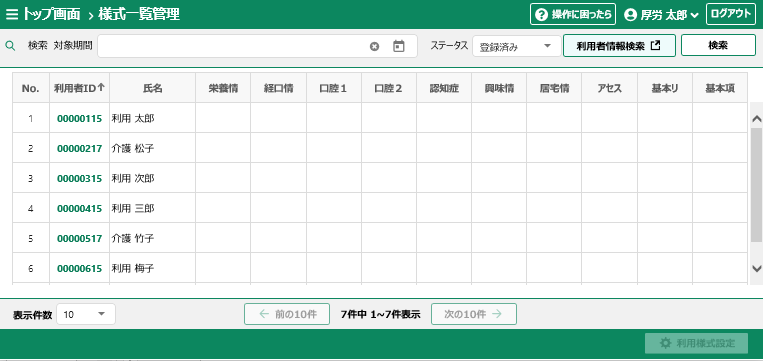 トップ画面 > 様式一覧管理 操作に困ったら 厚労 太郎 ログアウト
検索 対象期間 ステータス 登録済み 利用者情報検索 検索
No. 利用者ID↑ 氏名 栄養情 経口情 口腔１ 口腔２ 認知症 興味情 居宅情 アセス 基本リ 基本項
1 00000115 利用 太郎
2 00000217 介護 松子
3 00000315 利用 次郎
4 00000415 利用 三郎
5 00000517 介護 竹子
6 00000615 利用 梅子
表示件数 10 ← 前の10件 7件中 1~7件表示 次の10件 →
利用様式設定